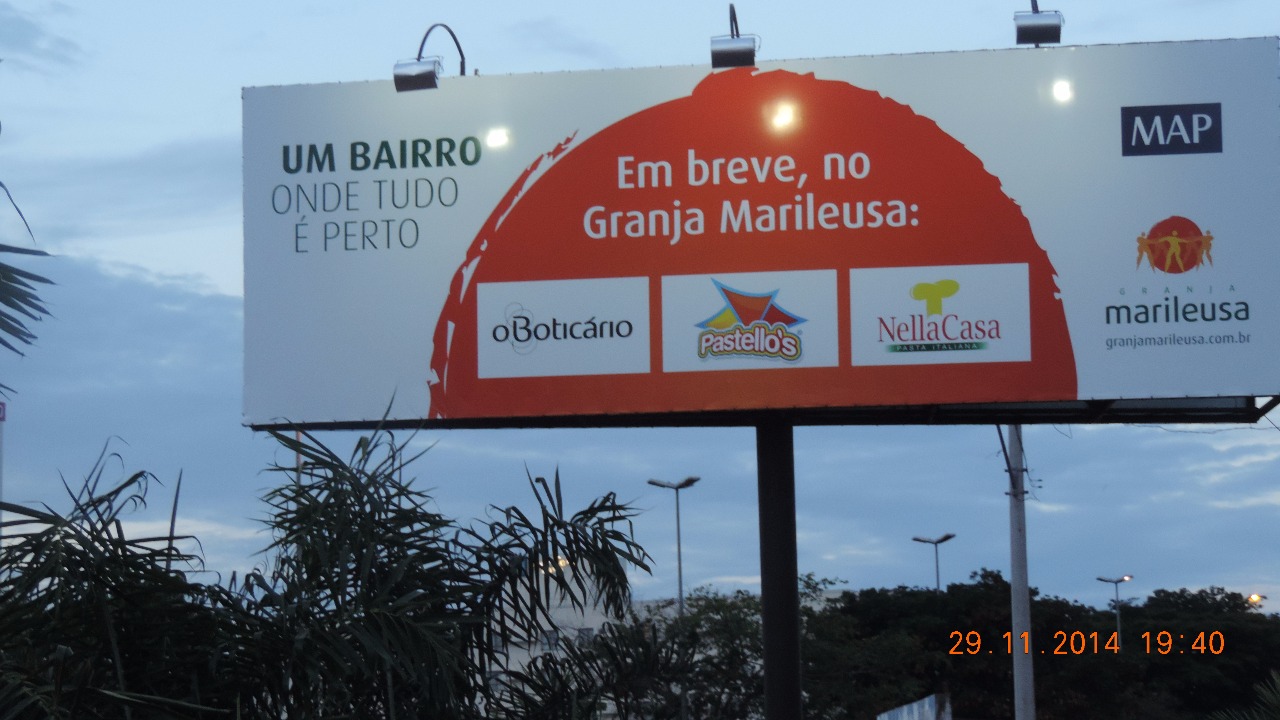 UM BAIRRO
ONDE TUDO
É PERTO
Em breve, no
Granja Marileusa:
oBoticário
Pastello's
NellaCasa
PASTA ITALIANA
MAP
GRANJA
marileusa
granjamarileusa.com.br
29.11.2014 19:40